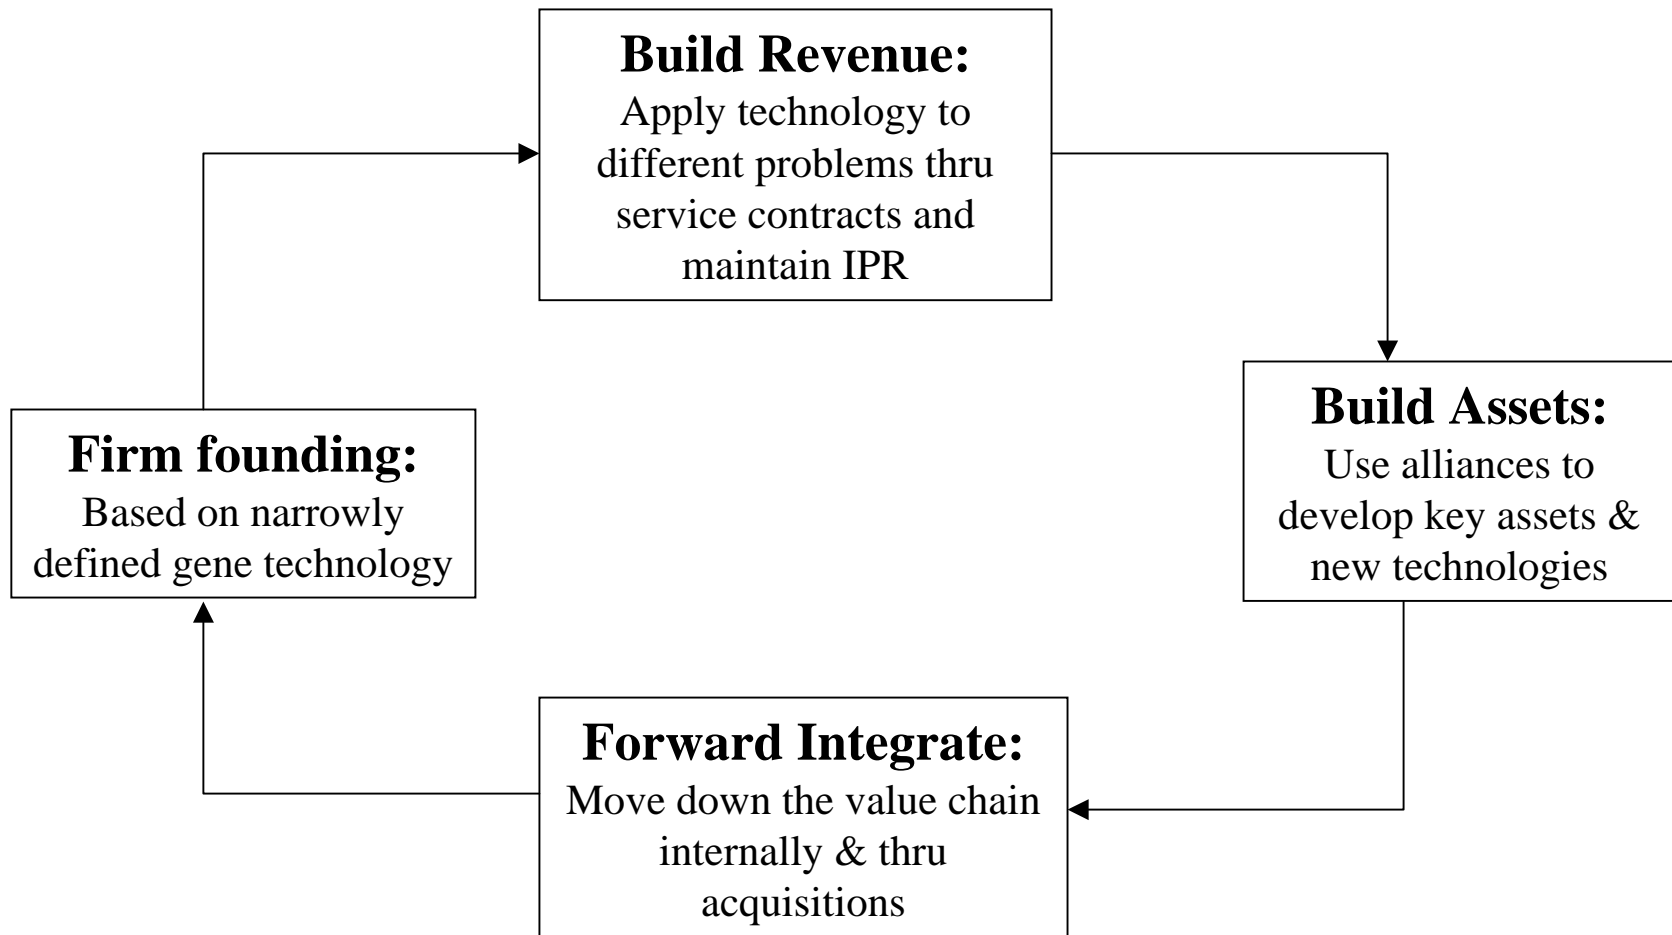 Build Revenue:
Apply technology to
different problems thru
service contracts and
maintain IPR
Build Assets:
Use alliances to
develop key assets &
new technologies
Firm founding:
Based on narrowly
defined gene technology
Forward Integrate:
Move down the value chain
internally & thru
acquisitions